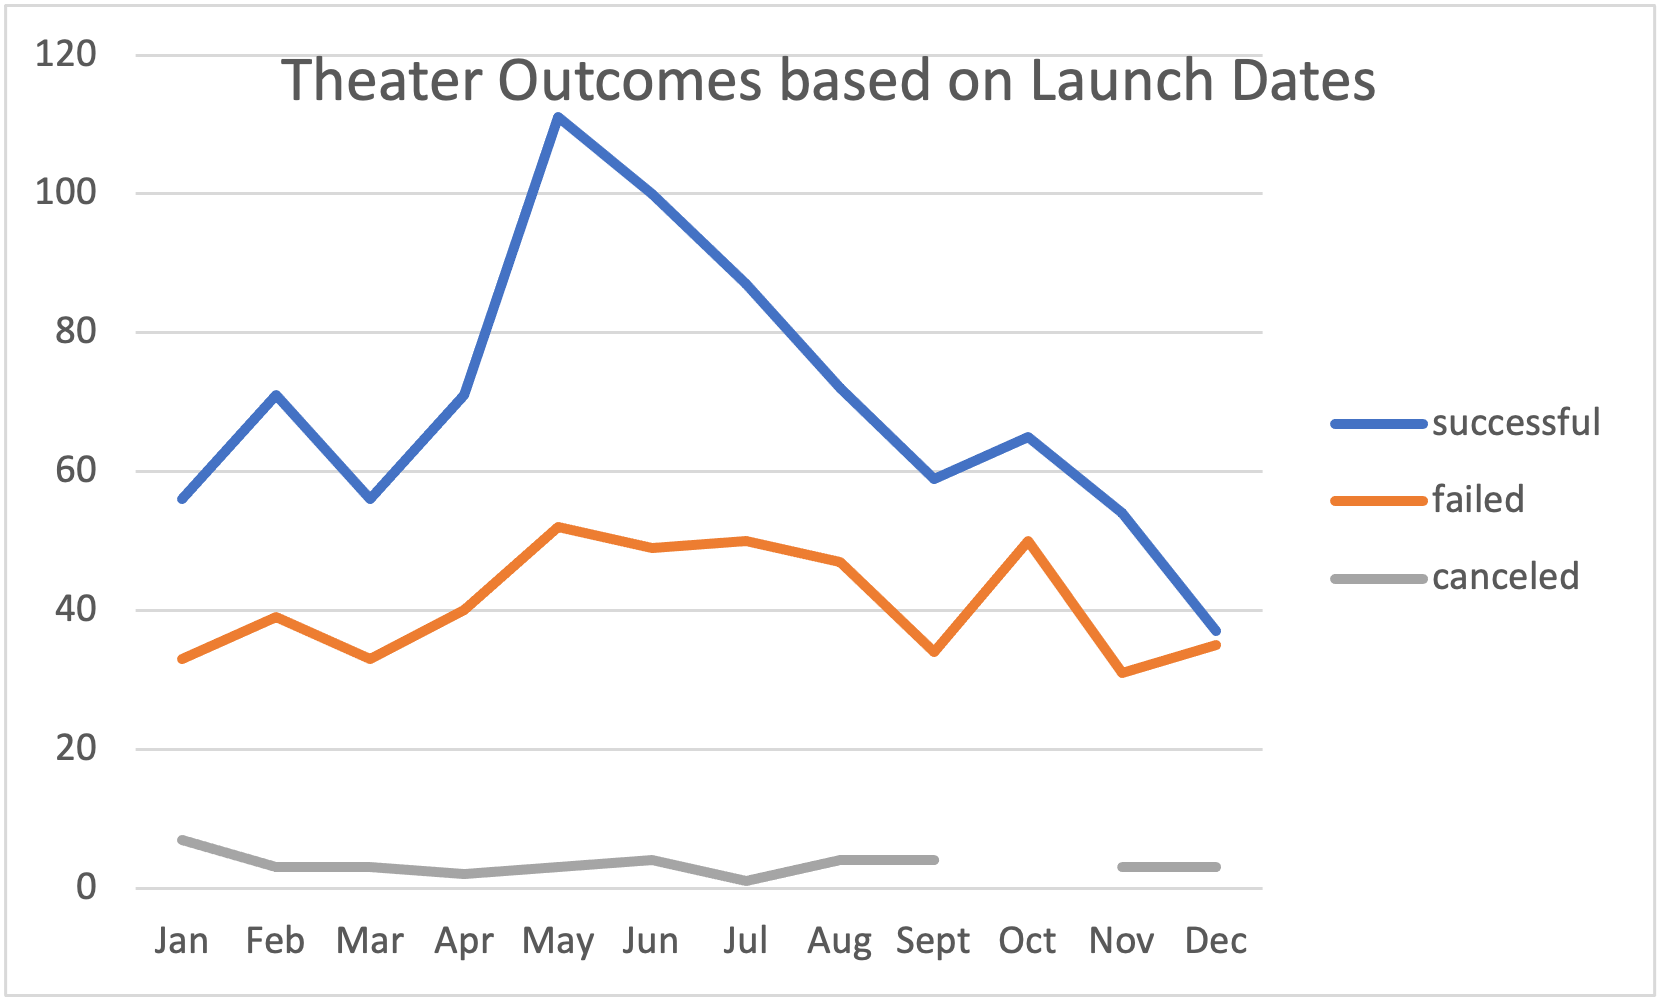 Theater Outcomes based on Launch Dates
120
100
80
60
40
20
0
Jan Feb Mar Apr May Jun Jul Aug Sept Oct Nov Dec
successful
failed
canceled